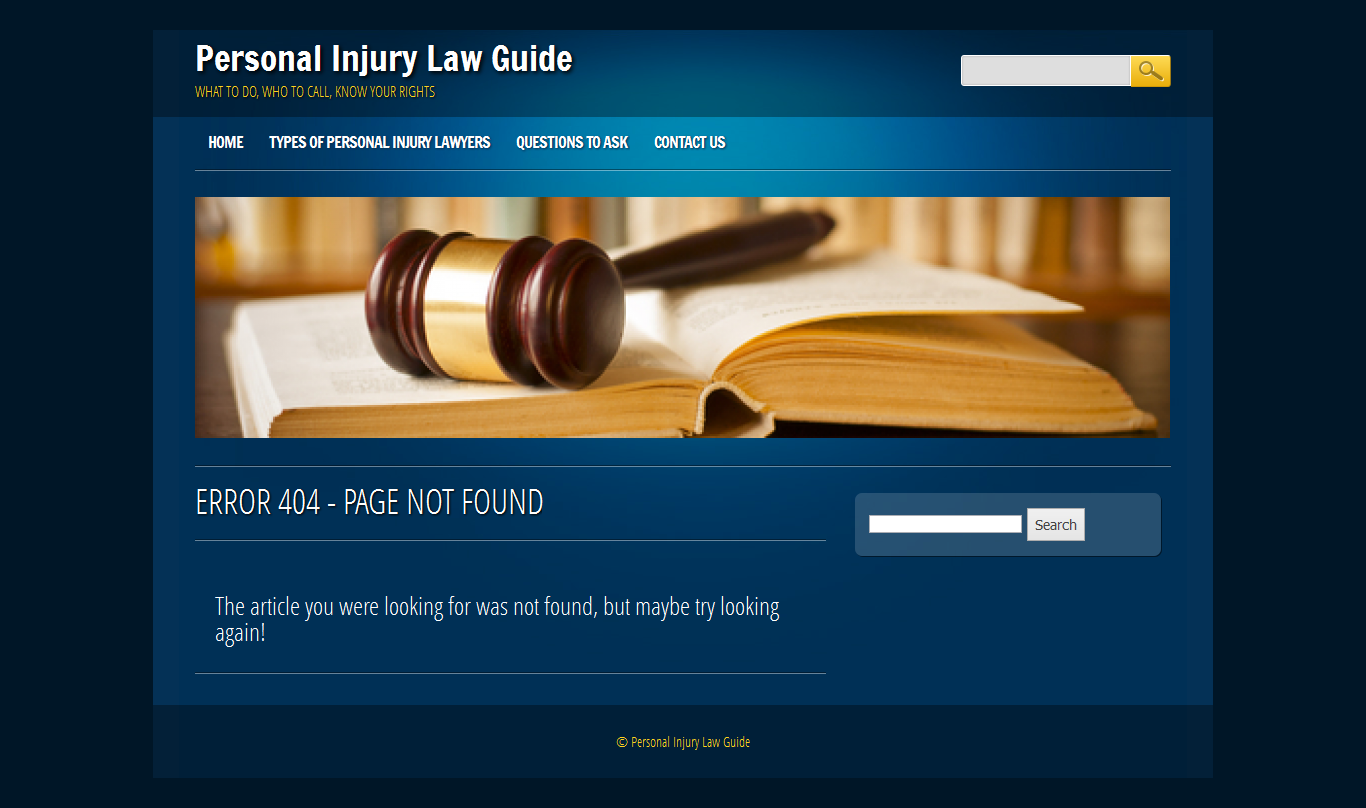 Personal Injury Law Guide
WHAT TO DO, WHO TO CALL, KNOW YOUR RIGHTS
HOME TYPES OF PERSONAL INJURY LAWYERS QUESTIONS TO ASK CONTACT US
ERROR 404 - PAGE NOT FOUND
Search
The article you were looking for was not found, but maybe try looking
again!
© Personal Injury Law Guide